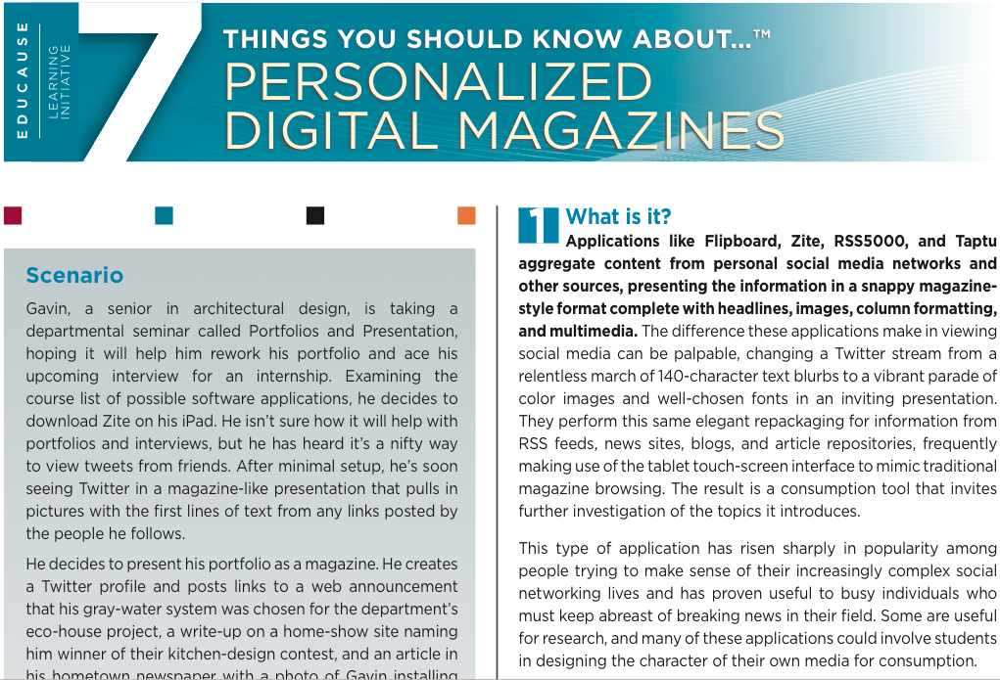 EDUCAUSE
LEARNING
INITIATIVE
7
THINGS YOU SHOULD KNOW ABOUT...™
PERSONALIZED
DIGITAL MAGAZINES
Scenario
Gavin, a senior in architectural design, is taking a
departmental seminar called Portfolios and Presentation,
hoping it will help him rework his portfolio and ace his
upcoming interview for an internship. Examining the
course list of possible software applications, he decides to
download Zite on his iPad. He isn’t sure how it will help with
portfolios and interviews, but he has heard it’s a nifty way
to view tweets from friends. After minimal setup, he’s soon
seeing Twitter in a magazine-like presentation that pulls in
pictures with the first lines of text from any links posted by
the people he follows.
He decides to present his portfolio as a magazine. He creates
a Twitter profile and posts links to a web announcement
that his gray-water system was chosen for the department’s
eco-house project, a write-up on a home-show site naming
him winner of their kitchen-design contest, and an article in
his hometown newspaper with a photo of Gavin installing
1 What is it?
Applications like Flipboard, Zite, RSS5000, and Taptu
aggregate content from personal social media networks and
other sources, presenting the information in a snappy magazine-
style format complete with headlines, images, column formatting,
and multimedia. The difference these applications make in viewing
social media can be palpable, changing a Twitter stream from a
relentless march of 140-character text blurbs to a vibrant parade of
color images and well-chosen fonts in an inviting presentation.
They perform this same elegant repackaging for information from
RSS feeds, news sites, blogs, and article repositories, frequently
making use of the tablet touch-screen interface to mimic traditional
magazine browsing. The result is a consumption tool that invites
further investigation of the topics it introduces.
This type of application has risen sharply in popularity among
people trying to make sense of their increasingly complex social
networking lives and has proven useful to busy individuals who
must keep abreast of breaking news in their field. Some are useful
for research, and many of these applications could involve students
in designing the character of their own media for consumption.